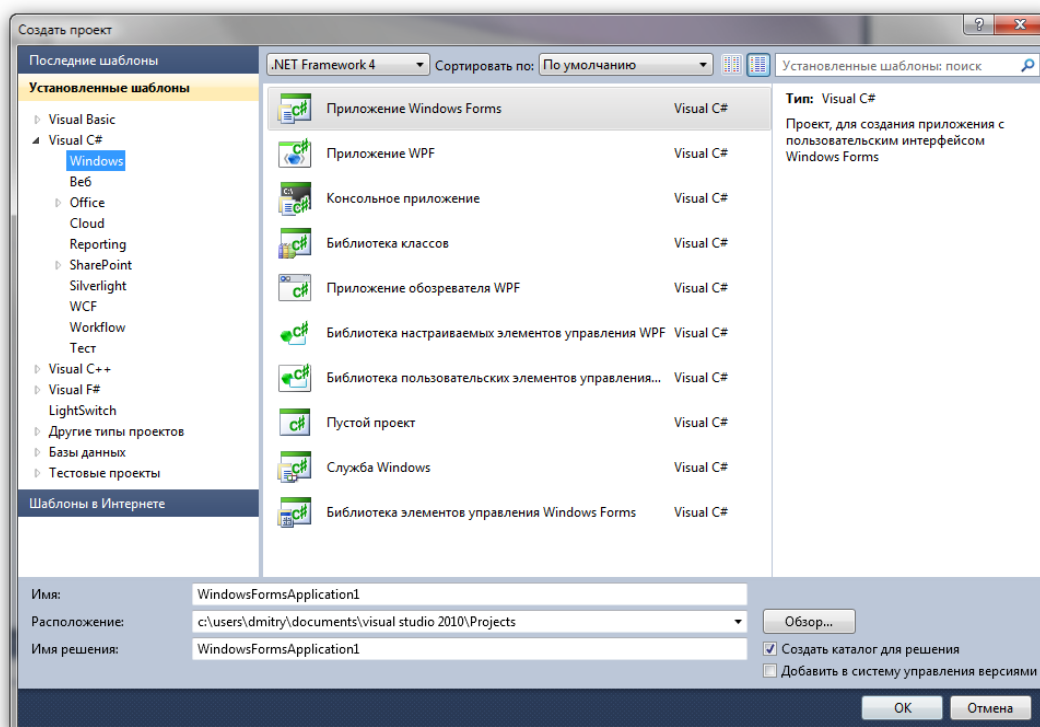 Создать проект
Последние шаблоны
Установленные шаблоны
Visual Basic
Visual C#
Windows
Веб
Office
Cloud
Reporting
SharePoint
Silverlight
WCF
Workflow
Тест
Visual C++
Visual F#
LightSwitch
Другие типы проектов
Базы данных
Тестовые проекты
Шаблоны в Интернете
.NET Framework 4 Сортировать по: По умолчанию
Приложение Windows Forms Visual C#
Приложение WPF Visual C#
Консольное приложение Visual C#
Библиотека классов Visual C#
Приложение обозревателя WPF Visual C#
Библиотека настраиваемых элементов управления WPF Visual C#
Библиотека пользовательских элементов управления... Visual C#
Пустой проект Visual C#
Служба Windows Visual C#
Библиотека элементов управления Windows Forms Visual C#
Установленные шаблоны: поиск
Тип: Visual C#
Проект, для создания приложения с
пользовательским интерфейсом
Windows Forms
Имя: WindowsFormsApplication1
Расположение: c:\users\dmitry\documents\visual studio 2010\Projects Обзор...
Имя решения: WindowsFormsApplication1 Создать каталог для решения
Добавить в систему управления версиями
ОК Отмена